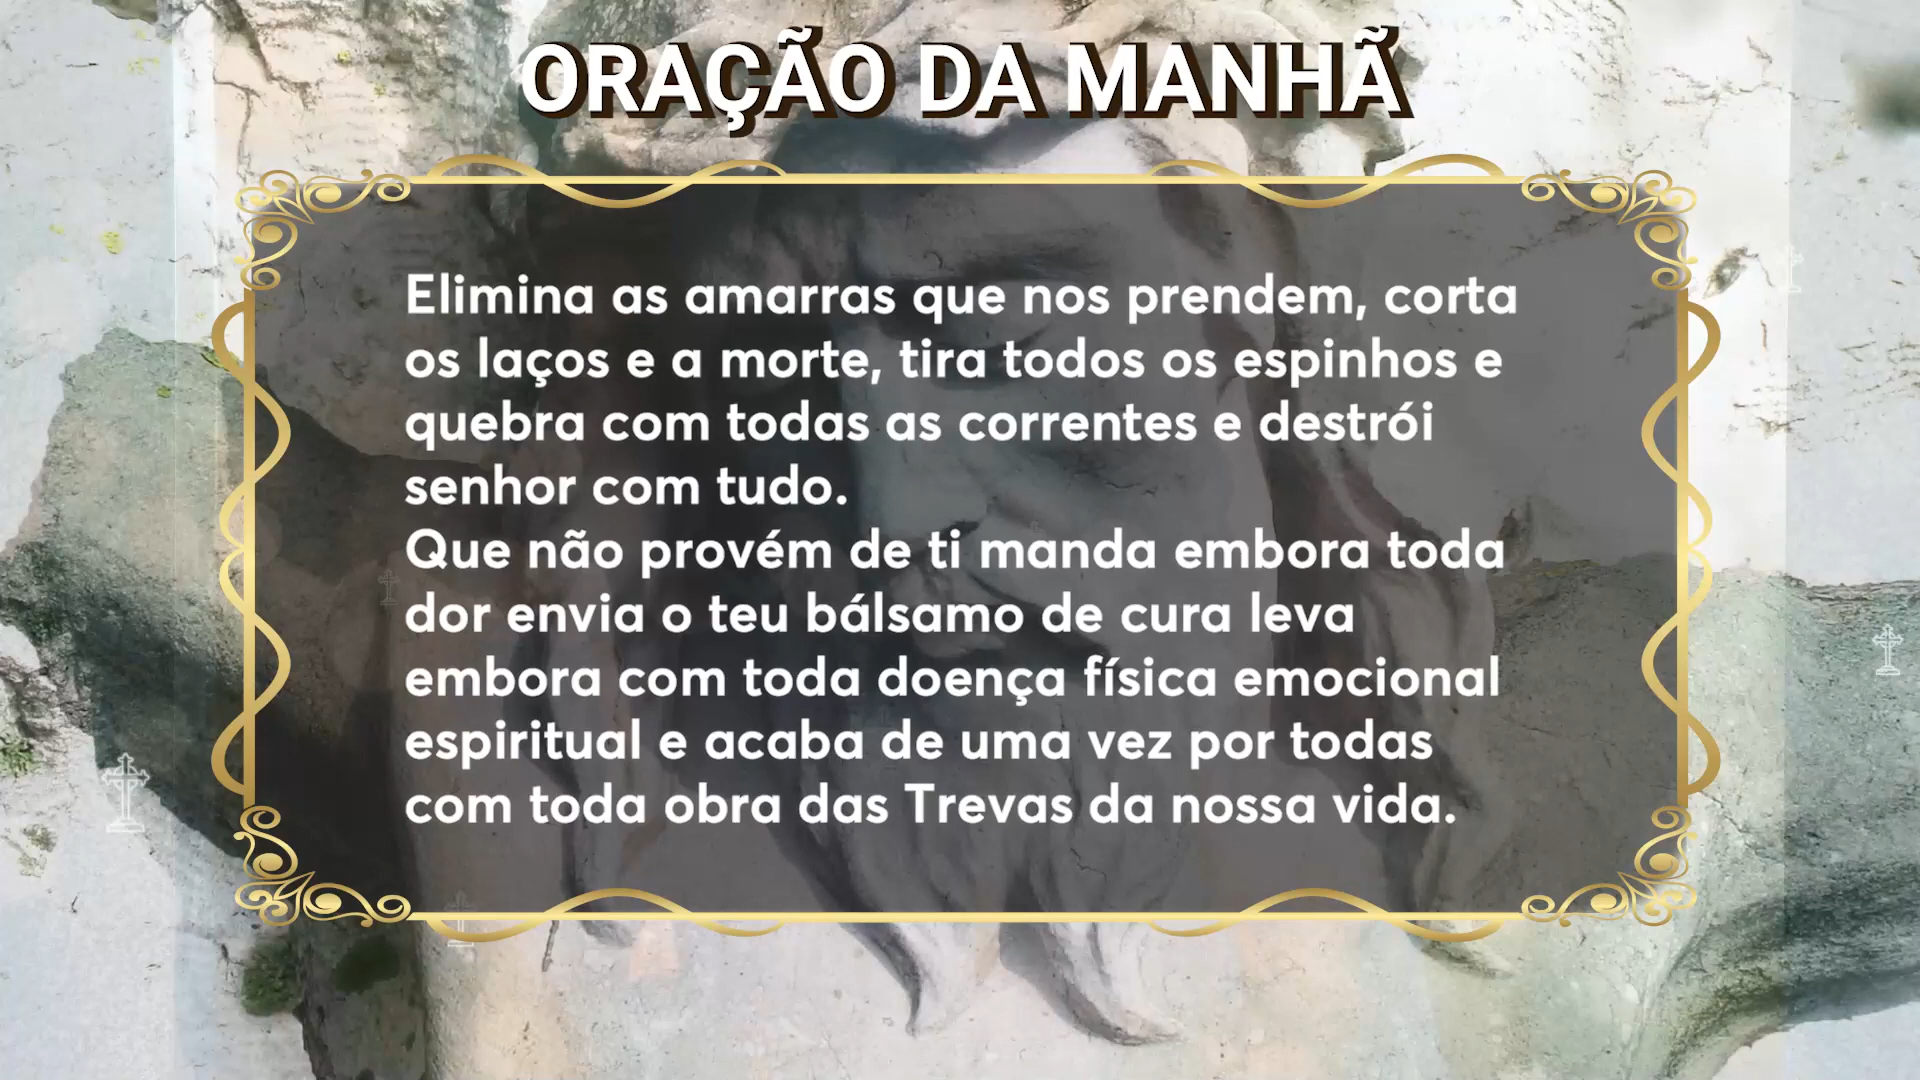 ORAÇÃO DA MANHÃ
Elimina as amarras que nos prendem, corta
os laços e a morte, tira todos os espinhos e
quebra com todas as correntes e destrói
senhor com tudo.
Que não provém de ti manda embora toda
dor envia o teu bálsamo de cura leva
embora com toda doença física emocional
espiritual e acaba de uma vez por todas
com toda obra das Trevas da nossa vida.